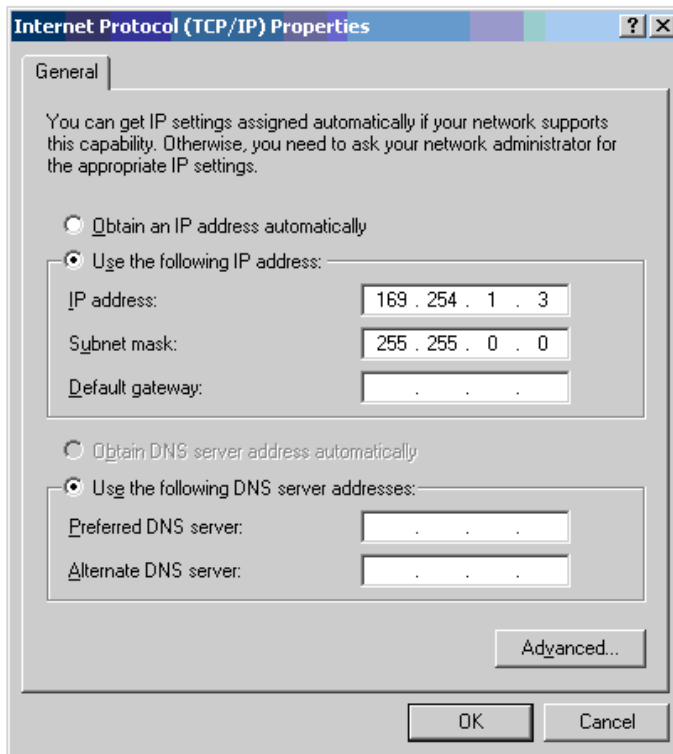 Internet Protocol (TCP/IP) Properties
General
You can get IP settings assigned automatically if your network supports
this capability. Otherwise, you need to ask your network administrator for
the appropriate IP settings.
Obtain an IP address automatically
Use the following IP address:
IP address: 169 . 254 . 1 . 3
Subnet mask: 255 . 255 . 0 . 0
Default gateway: . . .
Obtain DNS server address automatically
Use the following DNS server addresses:
Preferred DNS server: . . .
Alternate DNS server: . . .
Advanced...
OK Cancel